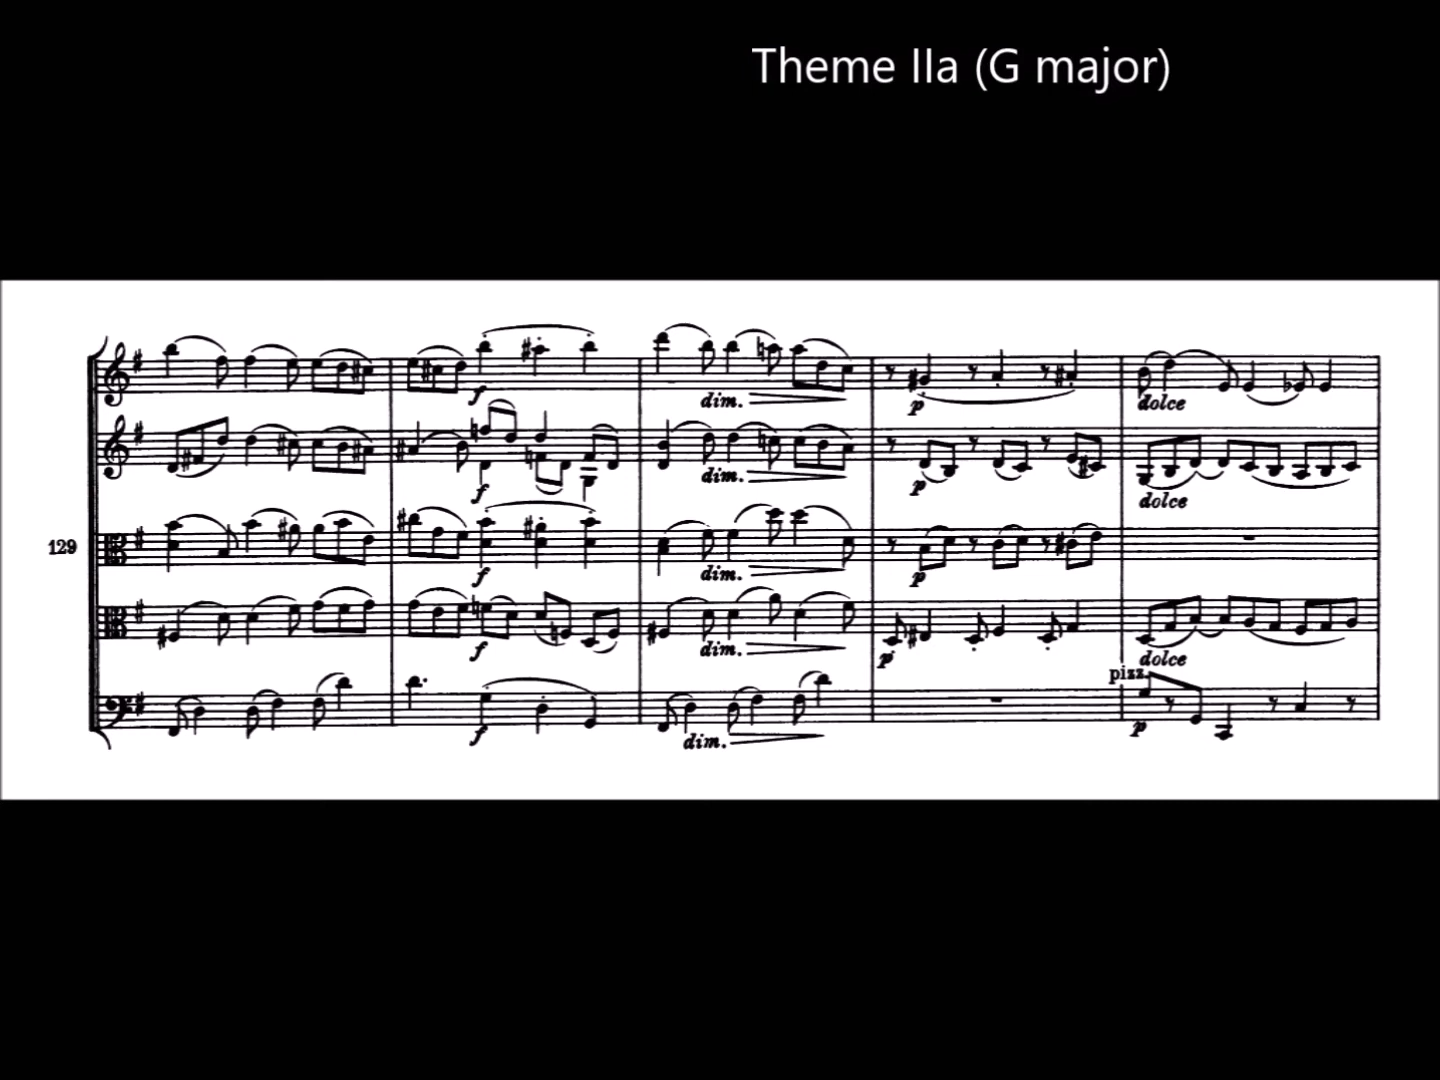 Theme IIa (G major)
f
dim.
p
dolce
f
dim.
p
dolce
129
f
dim.
p
f
dim.
p
dolce
pizz.
f
dim.
p